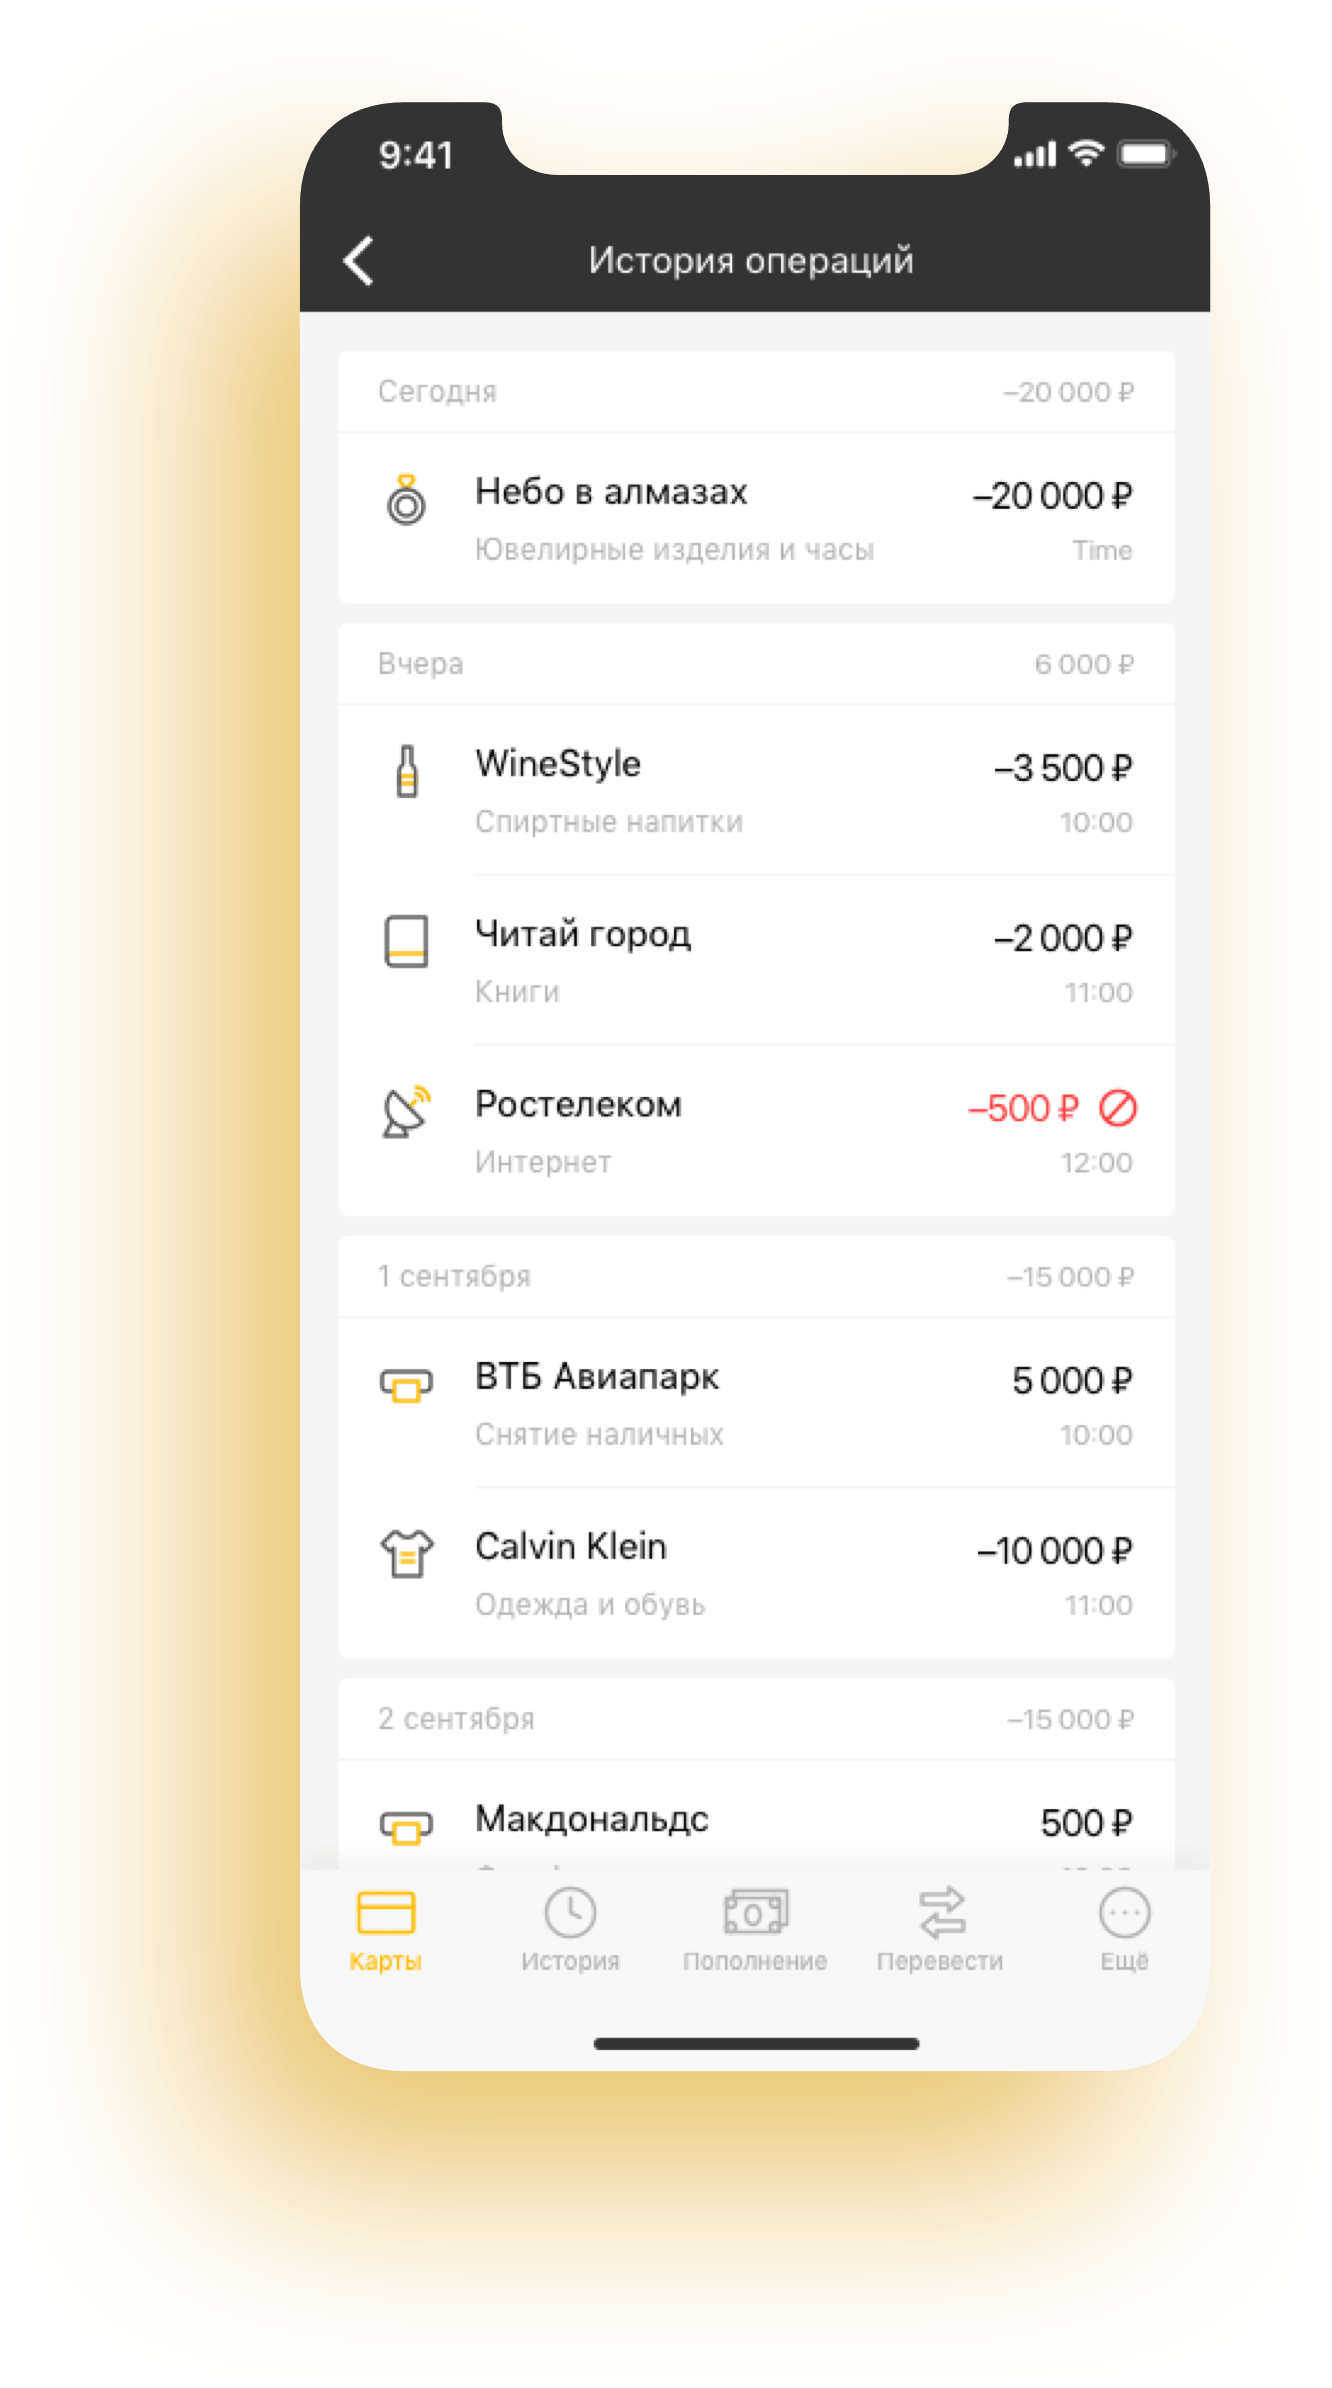 9:41
История операций
Сегодня –20 000 ₽
Небо в алмазах –20 000 ₽
Ювелирные изделия и часы Time
Вчера 6 000 ₽
WineStyle –3 500 ₽
Спиртные напитки 10:00
Читай город –2 000 ₽
Книги 11:00
Ростелеком –500 ₽
Интернет 12:00
1 сентября –15 000 ₽
ВТБ Авиапарк 5 000 ₽
Снятие наличных 10:00
Calvin Klein –10 000 ₽
Одежда и обувь 11:00
2 сентября –15 000 ₽
Макдональдс 500 ₽
Карты История Пополнение Перевести Ещё